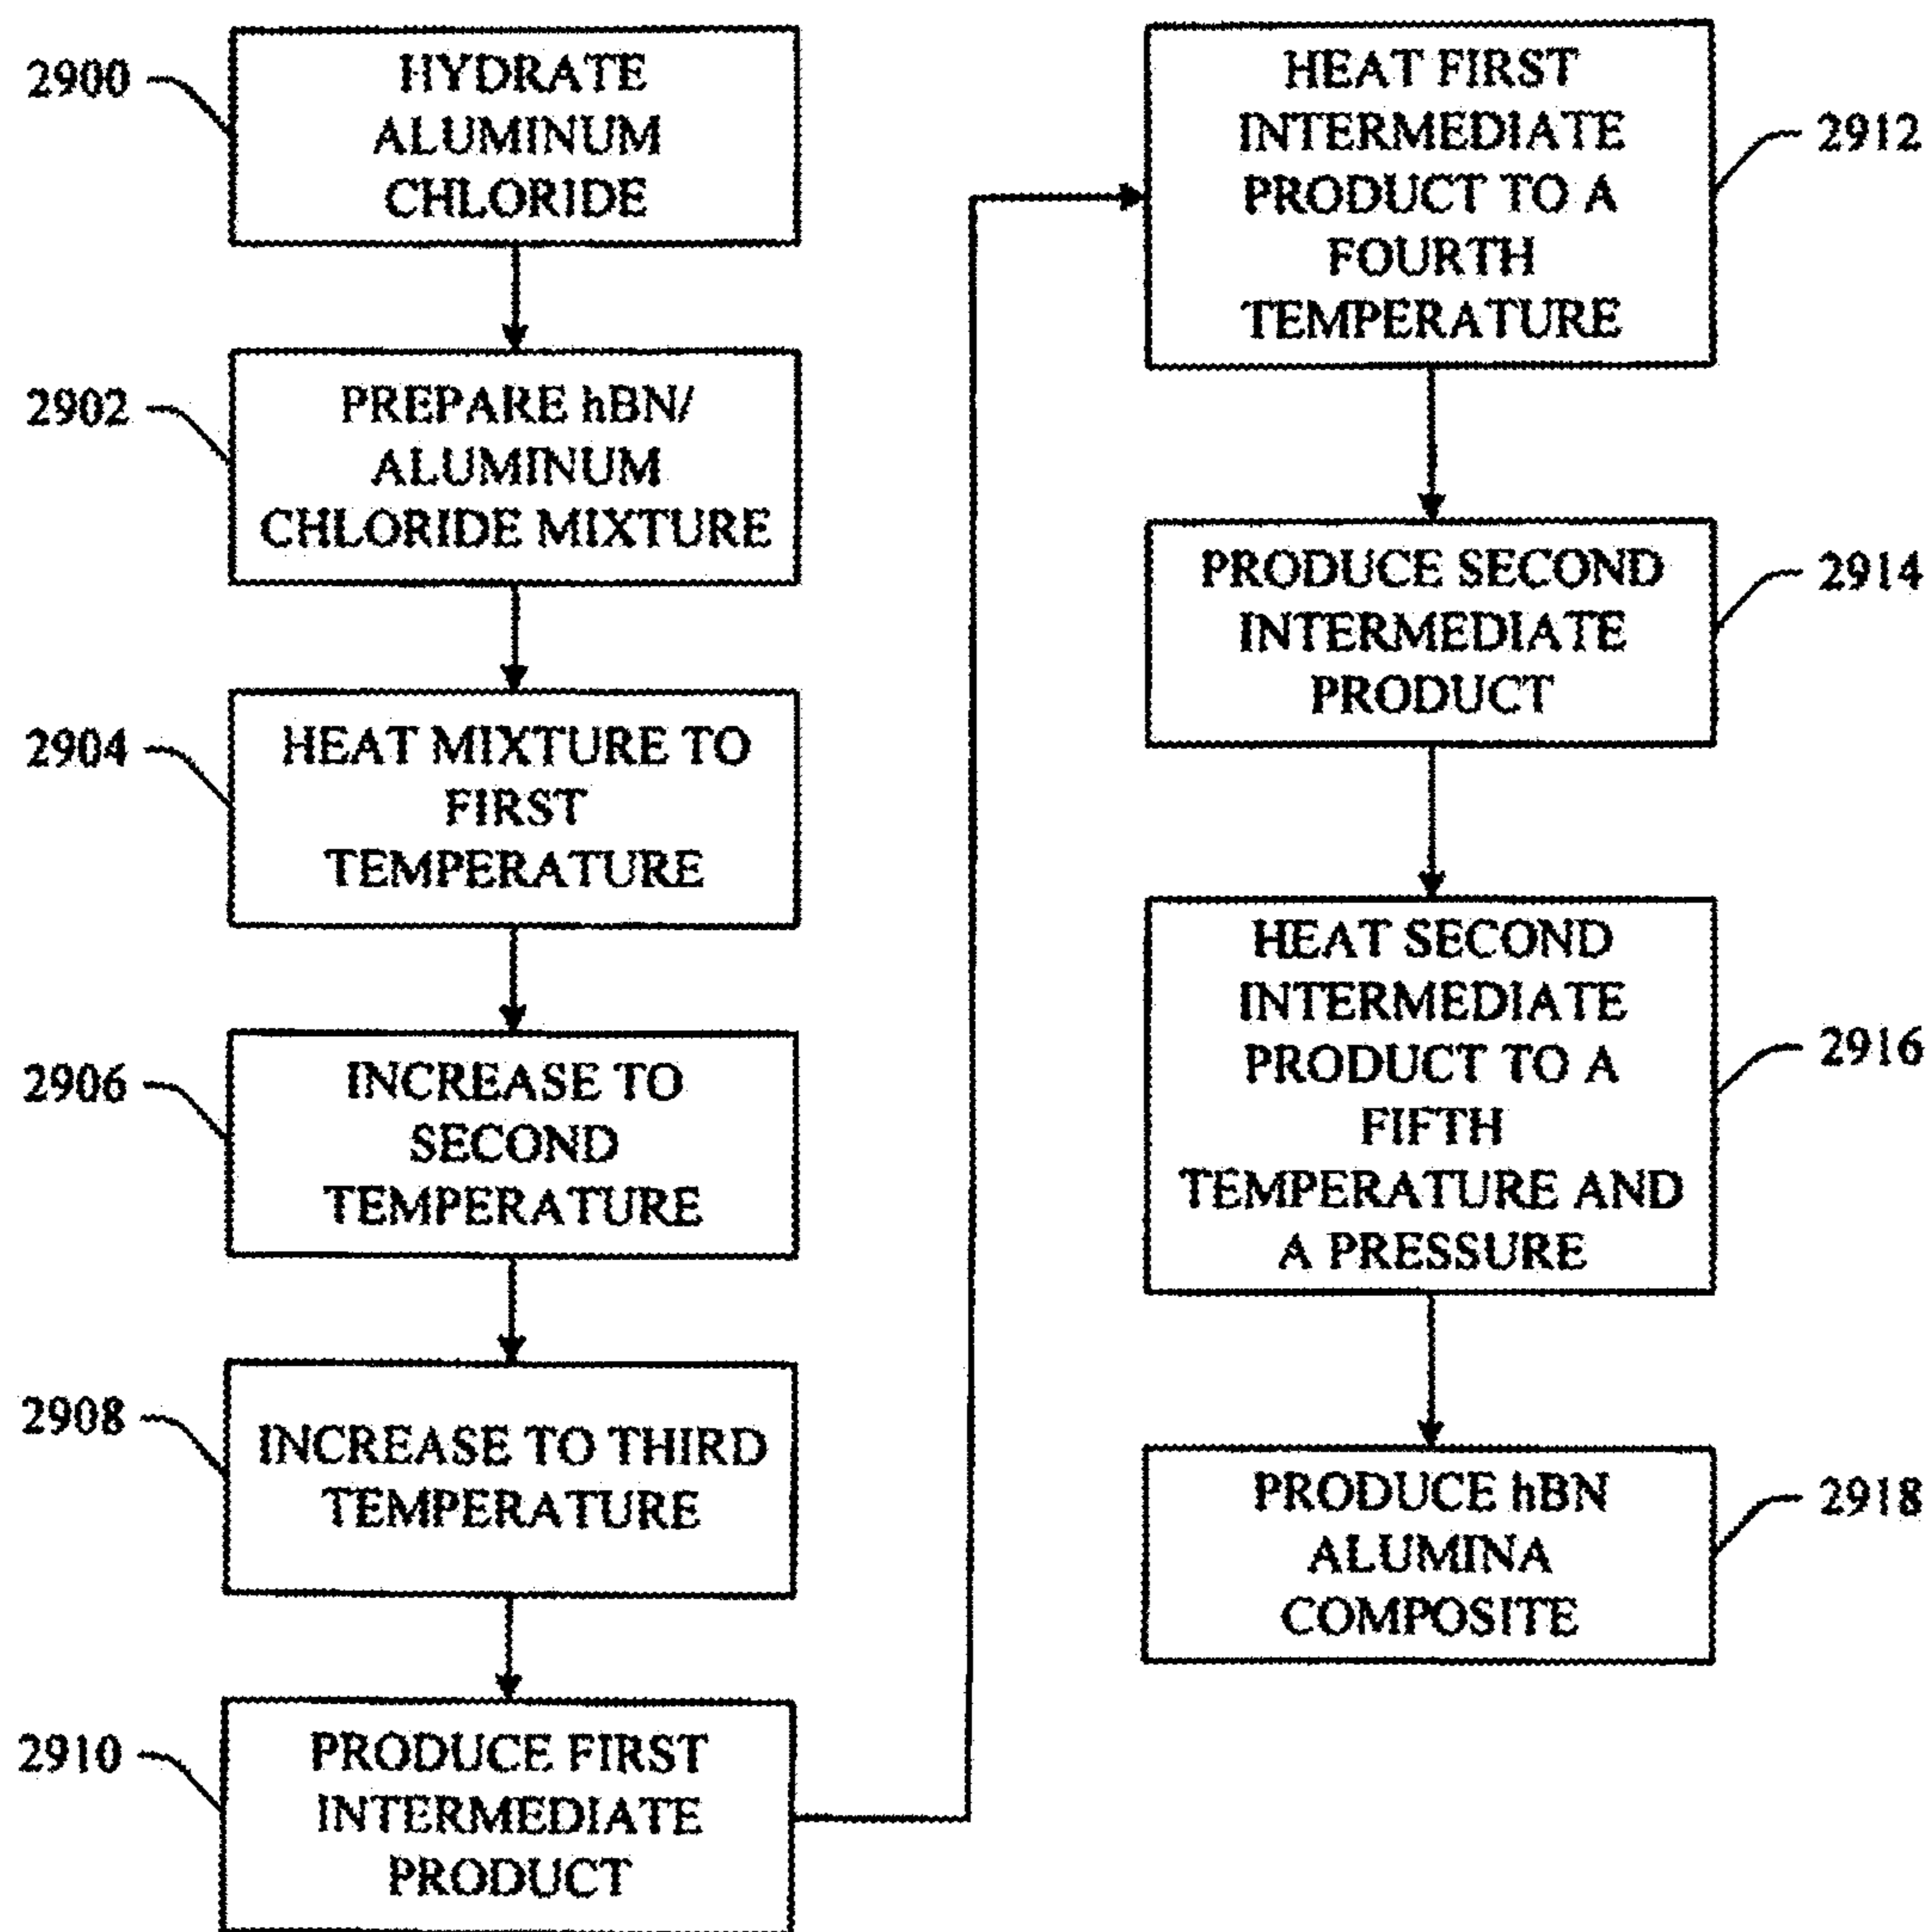 2900
HYDRATE
ALUMINUM
CHLORIDE
2902
PREPARE hBN/
ALUMINUM
CHLORIDE MIXTURE
2904
HEAT MIXTURE TO
FIRST
TEMPERATURE
2906
INCREASE TO
SECOND
TEMPERATURE
2908
INCREASE TO THIRD
TEMPERATURE
2910
PRODUCE FIRST
INTERMEDIATE
PRODUCT
HEAT FIRST
INTERMEDIATE
PRODUCT TO A
FOURTH
TEMPERATURE
2912
PRODUCE SECOND
INTERMEDIATE
PRODUCT
2914
HEAT SECOND
INTERMEDIATE
PRODUCT TO A
FIFTH
TEMPERATURE AND
A PRESSURE
2916
PRODUCE hBN
ALUMINA
COMPOSITE
2918